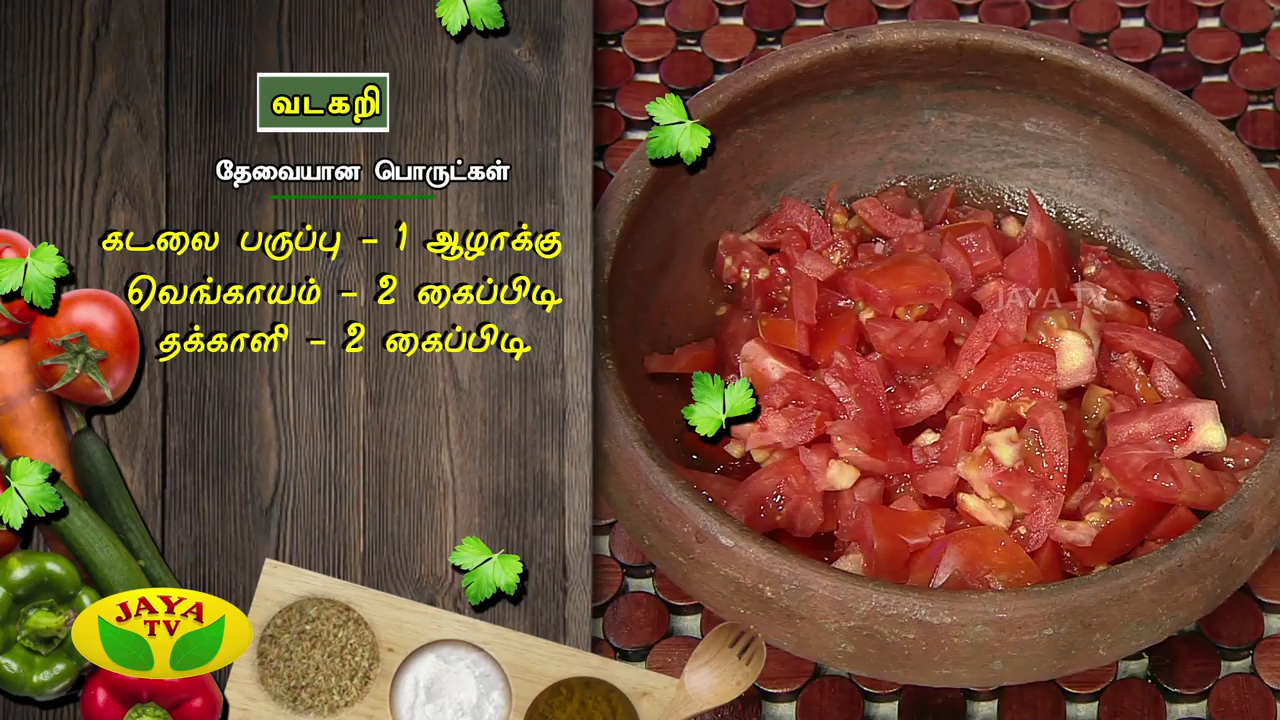 வடகறி
தேவையான பொருட்கள்
கடலை பருப்பு - 1 ஆழாக்கு
வெங்காயம் - 2 கைப்பிடி
தக்காளி - 2 கைப்பிடி
JAYA TV
JAYA
TV